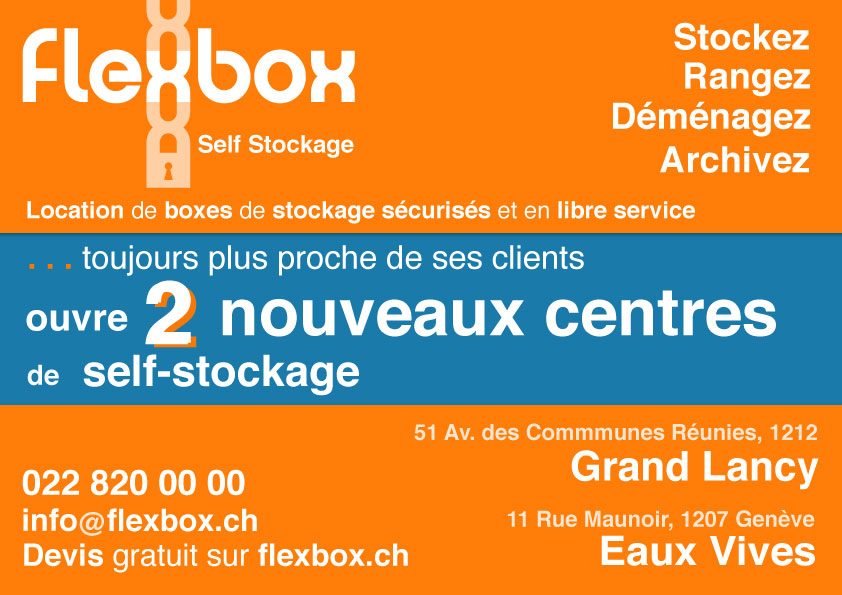 Flexbox
Self Stockage
Stockez
Rangez
Déménagez
Archivez
Location de boxes de stockage sécurisés et en libre service
. . . toujours plus proche de ses clients
ouvre 2 nouveaux centres
de self-stockage
51 Av. des Commmunes Réunies, 1212
Grand Lancy
11 Rue Maunoir, 1207 Genève
Eaux Vives
022 820 00 00
info@flexbox.ch
Devis gratuit sur flexbox.ch